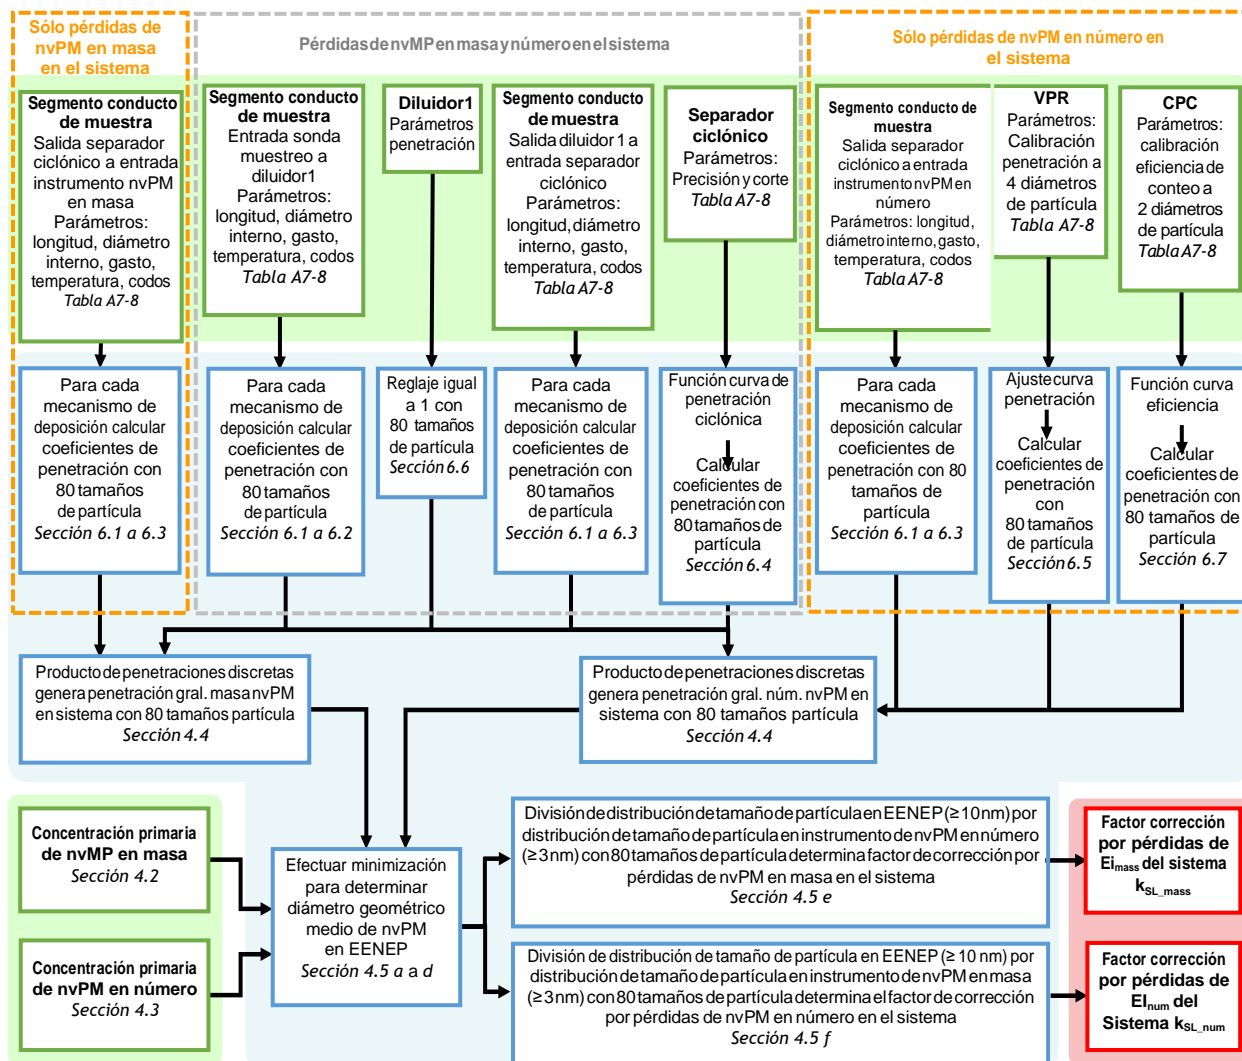 Sólo pérdidas de
nvPM en masa
en el sistema
Pérdidas de nvMP en masa y número en el sistema
Sólo pérdidas de nvPM en número en
el sistema
Segmento conducto
de muestra
Salida separador
ciclónico a entrada
instrumento nvPM
en masa
Parámetros:
longitud, diámetro
interno, gasto,
temperatura, codos
Tabla A7-8
Segmento conducto
de muestra
Entrada sonda
muestreo a
diluidor1
Parámetros:
longitud, diámetro
interno, gasto,
temperatura, codos
Tabla A7-8
Diluidor1
Parámetros
penetración
Segmento conducto
de muestra
Salida diluidor 1 a
entrada separador
ciclónico
Parámetros:
longitud, diámetro
interno, gasto,
temperatura, codos
Tabla A7-8
Separador
ciclónico
Parámetros:
Precisión y corte
Tabla A7-8
Segmento conducto de
muestra
Salida separador
ciclónico a entrada
instrumento nvPM en
número
Parámetros: longitud,
diámetro interno, gasto,
temperatura, codos
Tabla A7-8
VPR
Parámetros:
Calibración
penetración a
4 diámetros
de partícula
Tabla A7-8
CPC
Parámetros:
calibración
eficiencia de
conteo a
2 diámetros
de partícula
Tabla A7-8
Para cada
mecanismo de
deposición calcular
coeficientes de
penetración con
80 tamaños
de partícula
Sección 6.1 a 6.3
Para cada
mecanismo de
deposición calcular
coeficientes de
penetración con
80 tamaños
de partícula
Sección 6.1 a 6.2
Reglaje igual
a 1 con
80 tamaños
de partícula
Sección 6.6
Para cada
mecanismo de
deposición calcular
coeficientes de
penetración con
80 tamaños
de partícula
Sección 6.1 a 6.3
Función curva de
penetración
ciclónica
Calcular
coeficientes de
penetración con
80 tamaños de
partícula
Sección 6.4
Para cada
mecanismo de
deposición calcular
coeficientes de
penetración con 80
tamaños de
partícula
Sección 6.1 a 6.3
Ajuste curva
penetración
Calcular
coeficientes de
penetración
con
80 tamaños
de partícula
Sección 6.5
Función curva
eficiencia
Calcular
coeficientes de
penetración con
80 tamaños de
partícula
Sección 6.7
Producto de penetraciones discretas
genera penetración gral. masa nvPM
en sistema con 80 tamaños partícula
Sección 4.4
Producto de penetraciones discretas
genera penetración gral. núm. nvPM en
sistema con 80 tamaños partícula
Sección 4.4
Concentración primaria
de nvMP en masa
Sección 4.2
Concentración primaria
de nvPM en número
Sección 4.3
Efectuar minimización
para determinar
diámetro geométrico
medio de nvPM
en EENEP
Sección 4.5 a a d
División de distribución de tamaño de partícula en EENEP (≥ 10 nm) por
distribución de tamaño de partícula en instrumento de nvPM en número
(≥ 3 nm) con 80 tamaños de partícula determina factor de corrección por
pérdidas de nvPM en masa en el sistema
Sección 4.5 e
División de distribución de tamaño de partícula en EENEP (≥ 10 nm) por
distribución de tamaño de partícula en instrumento de nvPM en masa
(≥ 3 nm) con 80 tamaños de partícula determina el factor de corrección
por pérdidas de nvPM en número en el sistema
Sección 4.5 f
Factor corrección
por pérdidas de
Ei mass del sistema
k SL_mass
Factor corrección
por pérdidas de
EI num del
Sistema k SL_num